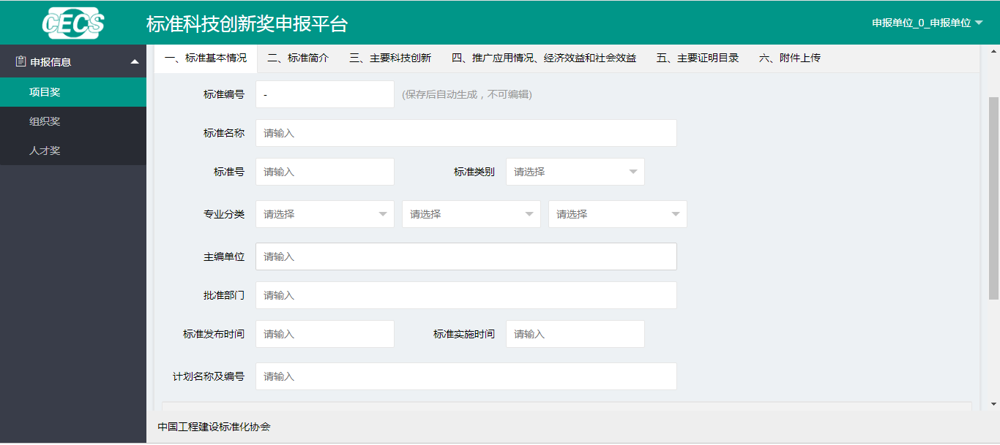 CECS 标准科技创新奖申报平台 申报单位_0_申报单位
申报信息
项目奖
组织奖
人才奖
一、标准基本情况 二、标准简介 三、主要科技创新 四、推广应用情况、经济效益和社会效益 五、主要证明目录 六、附件上传
标准编号 - (保存后自动生成，不可编辑)
标准名称 请输入
标准号 请输入 标准类别 请选择
专业分类 请选择 请选择 请选择
主编单位 请输入
批准部门 请输入
标准发布时间 请输入 标准实施时间 请输入
计划名称及编号 请输入
中国工程建设标准化协会